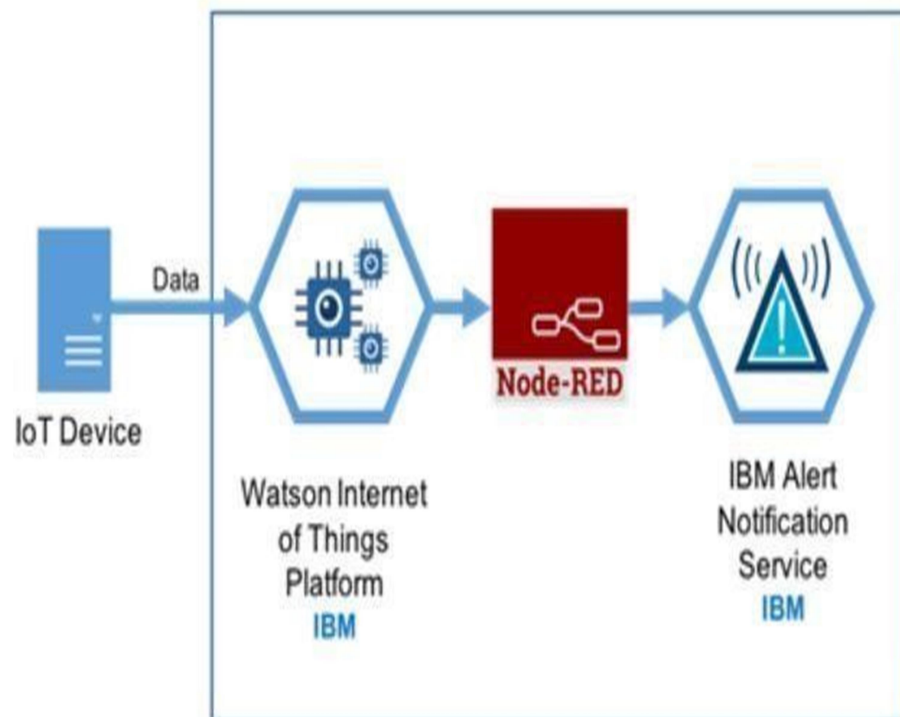 Data
IoT Device
Watson Internet
of Things
Platform
IBM
Node-RED
IBM Alert
Notification
Service
IBM